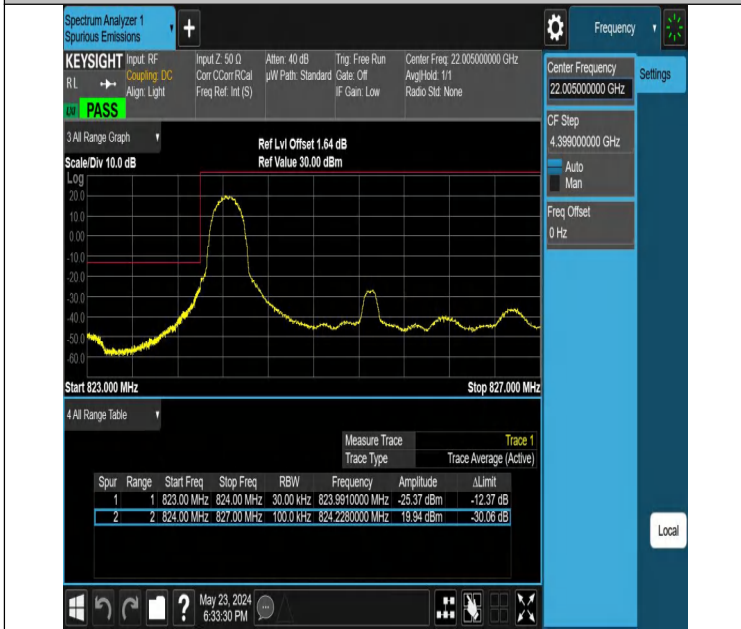 Spectrum Analyzer 1
Spurious Emissions
+
Frequency
KEYSIGHT
RL
PASS
Input: RF
Coupling: DC
Align: Light
Input Z: 50 Ω
Corr CCorr RCal
Freq Ref: Int (S)
Atten: 40 dB
µW Path: Standard
Trig: Free Run
Gate: Off
IF Gain: Low
Center Freq: 22.005000000 GHz
Avg|Hold: 1/1
Radio Std: None
Center Frequency
22.005000000 GHz
Settings
CF Step
4.399000000 GHz
Auto
Man
Freq Offset
0 Hz
3 All Range Graph
Scale/Div 10.0 dB
Ref Lvl Offset 1.64 dB
Ref Value 30.00 dBm
Log
20.0
10.0
0.00
-10.0
-20.0
-30.0
-40.0
-50.0
-60.0
Start 823.000 MHz
Stop 827.000 MHz
4 All Range Table
Measure Trace Trace 1
Trace Type Trace Average (Active)
Spur Range Start Freq Stop Freq RBW Frequency Amplitude ΔLimit
1 1 823.00 MHz 824.00 MHz 30.00 kHz 823.9910000 MHz -25.37 dBm -12.37 dB
2 2 824.00 MHz 827.00 MHz 100.0 kHz 824.2280000 MHz 19.94 dBm -30.06 dB
Local
?
May 23, 2024
6:33:30 PM